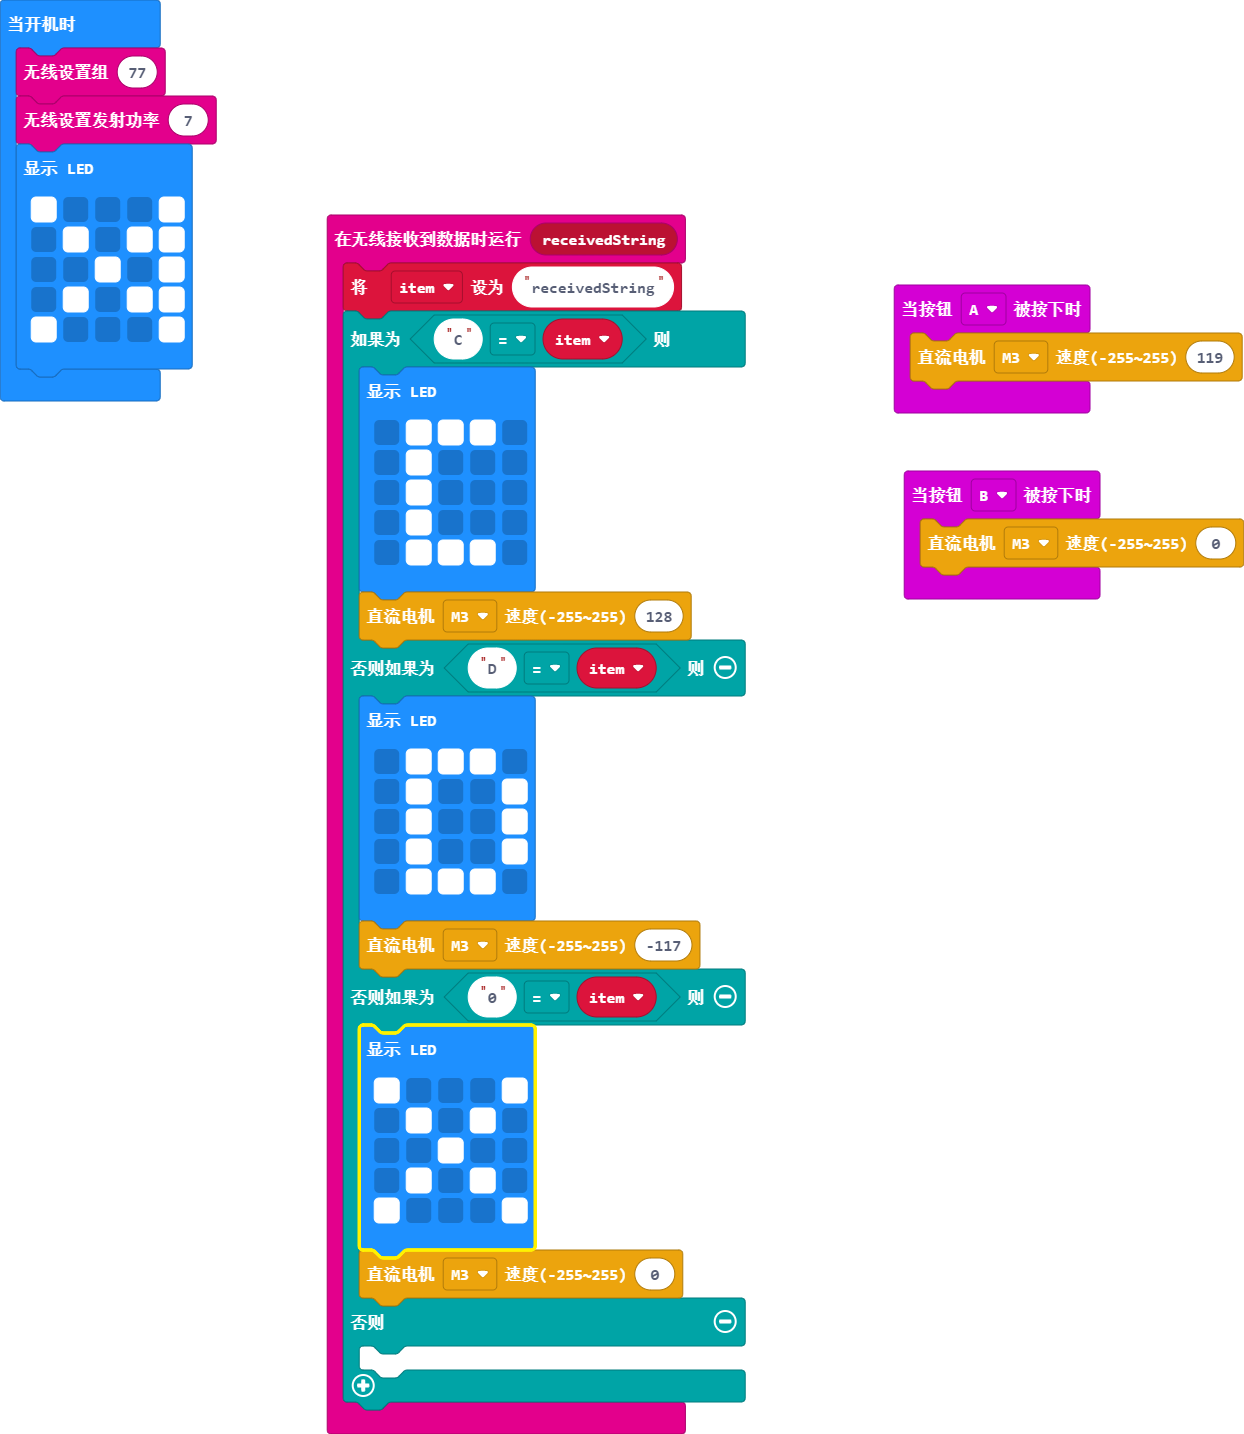 当开机时
无线设置组 77
无线设置发射功率 7
显示 LED
在无线接收到数据时运行 receivedString
将 item 设为 "receivedString"
如果为 "C" = item 则
显示 LED
直流电机 M3 速度(-255~255) 128
否则如果为 "D" = item 则
显示 LED
直流电机 M3 速度(-255~255) -117
否则如果为 "0" = item 则
显示 LED
直流电机 M3 速度(-255~255) 0
否则
当按钮 A 被按下时
直流电机 M3 速度(-255~255) 119
当按钮 B 被按下时
直流电机 M3 速度(-255~255) 0